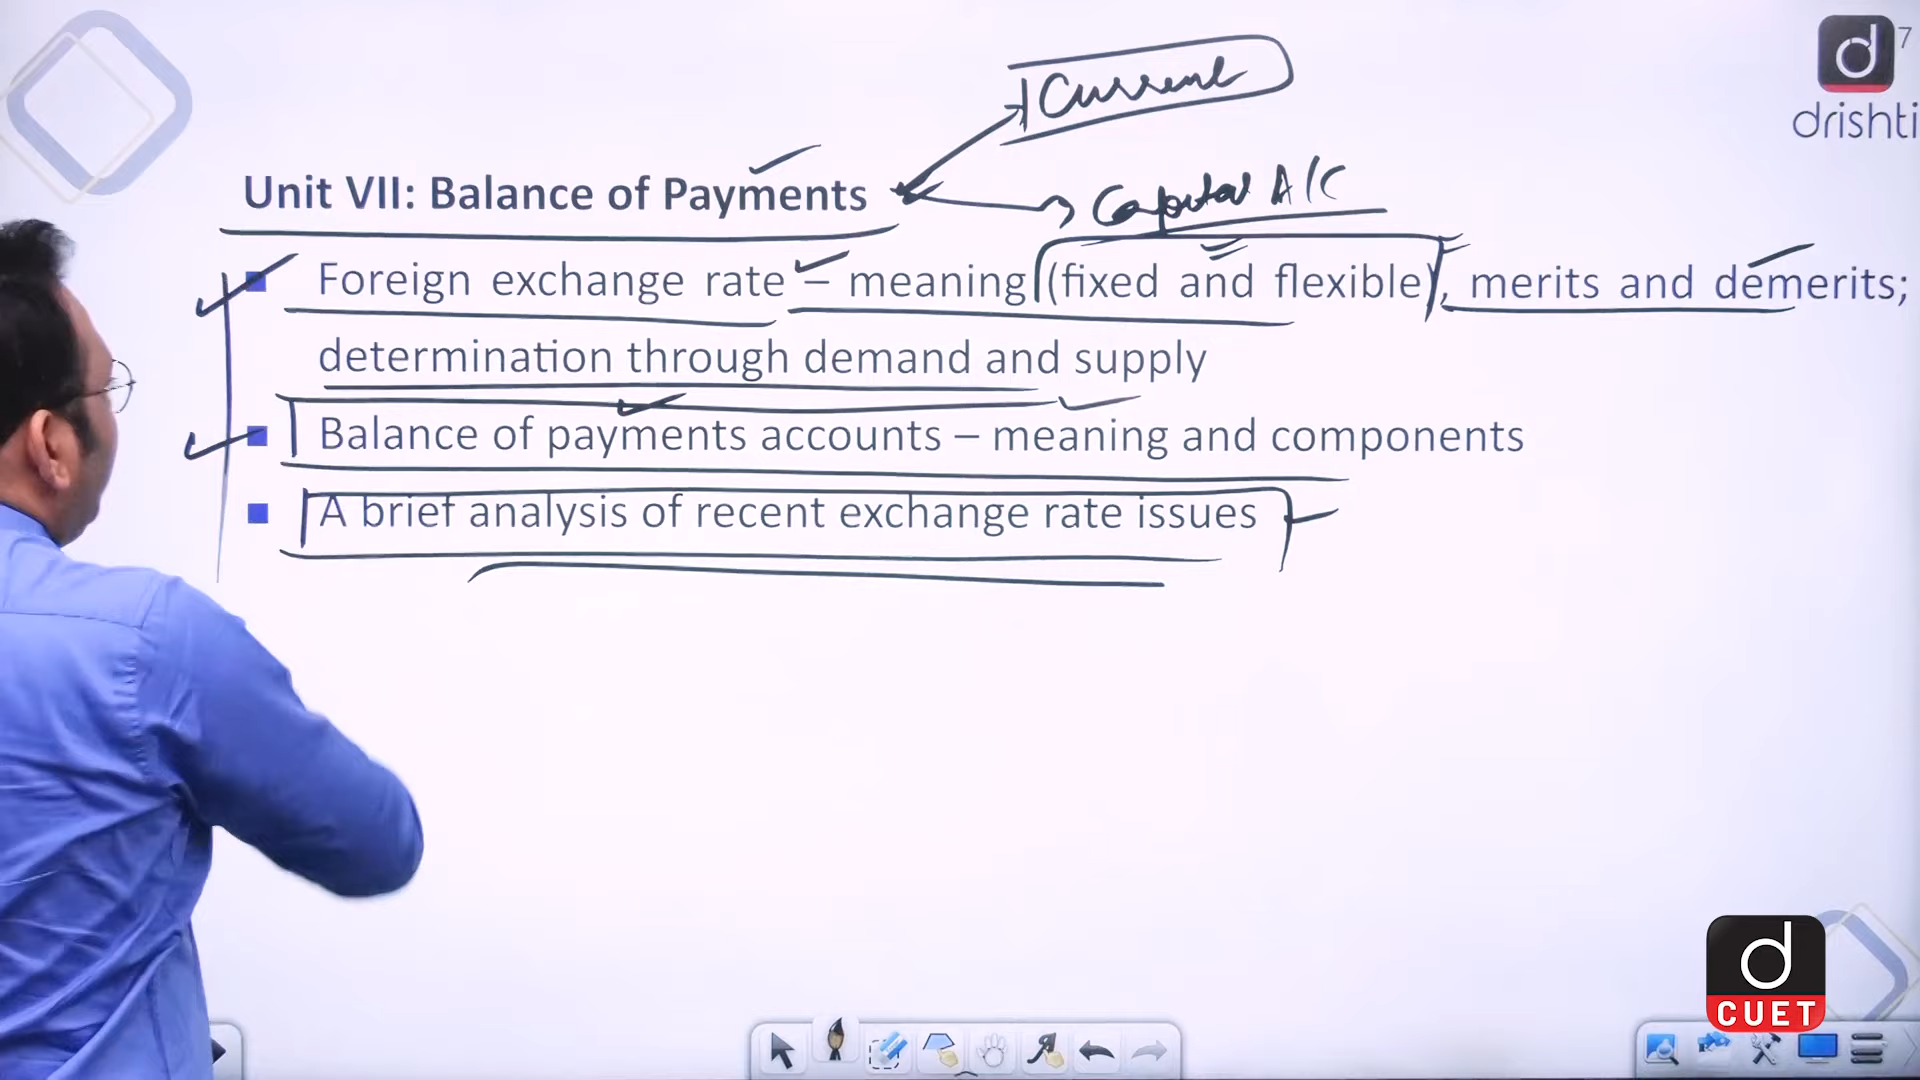 7
drishti
Current
Capital A/C
Unit VII: Balance of Payments
Foreign exchange rate – meaning (fixed and flexible), merits and demerits;
determination through demand and supply
Balance of payments accounts – meaning and components
A brief analysis of recent exchange rate issues
d
CUET